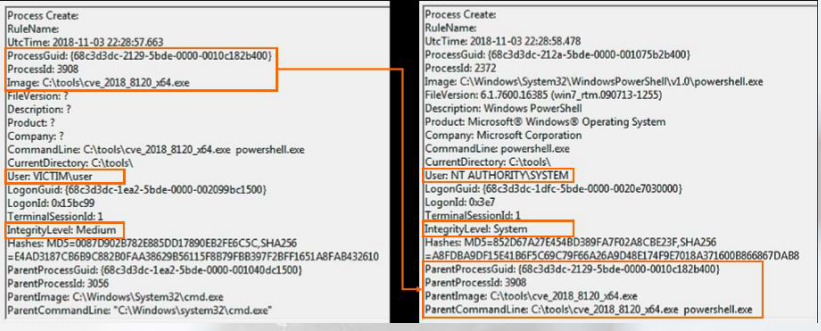 Process Create:
RuleName:
UtcTime: 2018-11-03 22:28:57.663
ProcessGuid: {68c3d3dc-2129-5bde-0000-0010c182b400}
ProcessId: 3908
Image: C:\tools\cve_2018_8120_x64.exe
FileVersion: ?
Description: ?
Product: ?
Company: ?
CommandLine: C:\tools\cve_2018_8120_x64.exe powershell.exe
CurrentDirectory: C:\tools\
User: VICTIM\user
LogonGuid: {68c3d3dc-1ea2-5bde-0000-002099bc1500}
LogonId: 0x15bc99
TerminalSessionId: 1
IntegrityLevel: Medium
Hashes: MD5=0087D902B782E885DD17890EB2FE6C5C,SHA256
=E4AD3187CB6B9C882B0FAA38629B56115F8B79FBB397F2BFF1651A8FAB432610
ParentProcessGuid: {68c3d3dc-1ea2-5bde-0000-001040dc1500}
ParentProcessId: 3056
ParentImage: C:\Windows\System32\cmd.exe
ParentCommandLine: "C:\Windows\system32\cmd.exe"
Process Create:
RuleName:
UtcTime: 2018-11-03 22:28:58.478
ProcessGuid: {68c3d3dc-212a-5bde-0000-001075b2b400}
ProcessId: 2372
Image: C:\Windows\System32\WindowsPowerShell\v1.0\powershell.exe
FileVersion: 6.1.7600.16385 (win7_rtm.090713-1255)
Description: Windows PowerShell
Product: Microsoft® Windows® Operating System
Company: Microsoft Corporation
CommandLine: powershell.exe
CurrentDirectory: C:\tools\
User: NT AUTHORITY\SYSTEM
LogonGuid: {68c3d3dc-1dfc-5bde-0000-0020e7030000}
LogonId: 0x3e7
TerminalSessionId: 1
IntegrityLevel: System
Hashes: MD5=852D67A27E454BD389FA7F02A8CBE23F,SHA256
=A8FDBA9DF15E41B6F5C69C79F66A26A9D48E174F9E7018A371600B866867DAB8
ParentProcessGuid: {68c3d3dc-2129-5bde-0000-0010c182b400}
ParentProcessId: 3908
ParentImage: C:\tools\cve_2018_8120_x64.exe
ParentCommandLine: C:\tools\cve_2018_8120_x64.exe powershell.exe